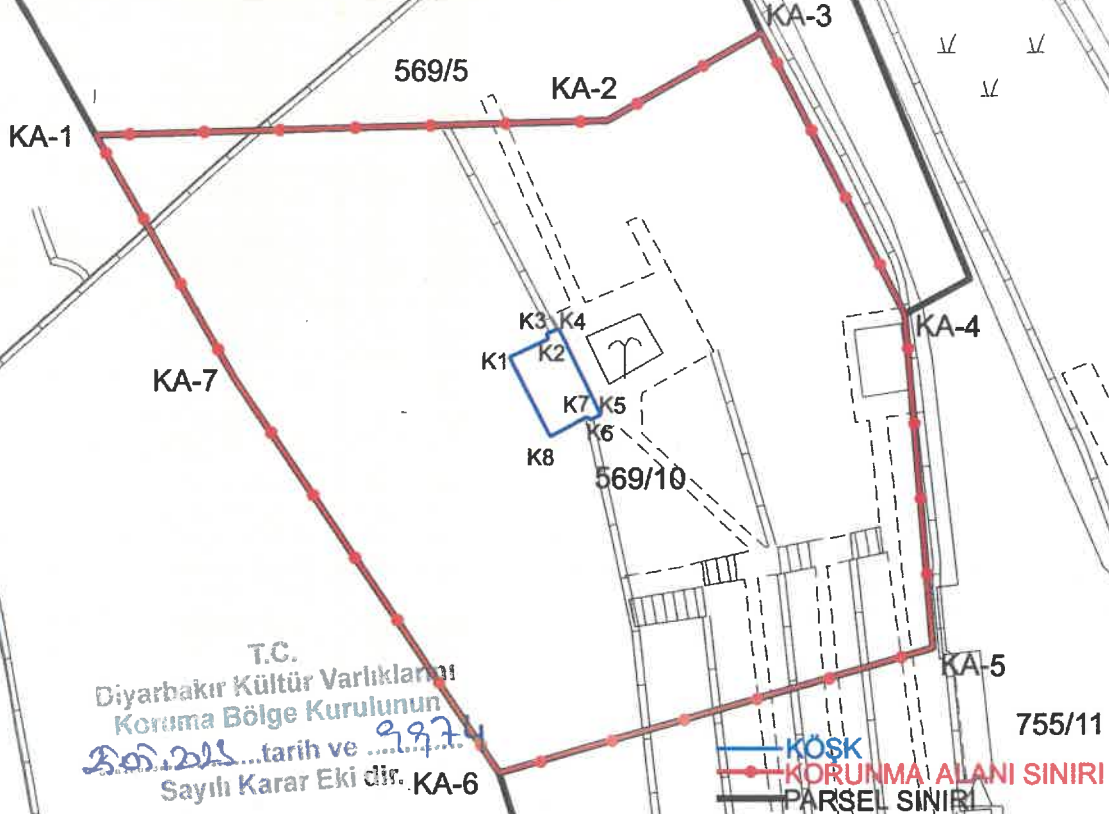 KA-3
569/5
KA-2
KA-1
K3 K4
KA-4
K1 K2
KA-7
K7 K5
K6
K8
569/10
T.C.
Diyarbakır Kültür Varlıklarını
Koruma Bölge Kurulunun
tarih ve 9974
Sayılı Karar Eki dir.
KA-6
KA-5
755/11
KÖŞK
KORUNMA ALANI SINIRI
PARSEL SINIRI